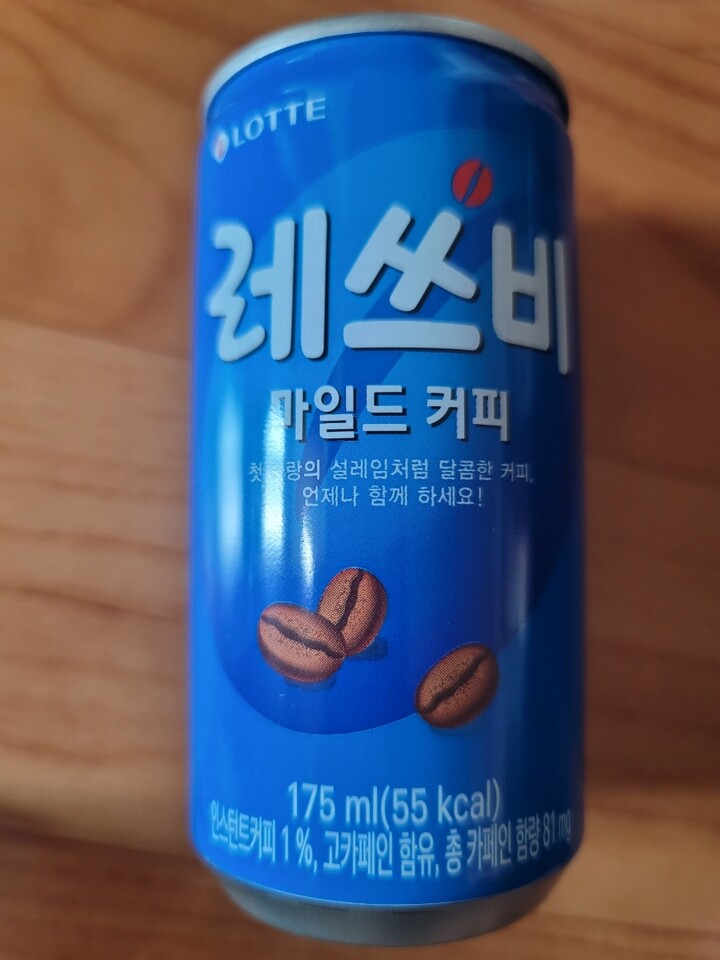 LOTTE
레쓰비
마일드 커피
첫사랑의 설레임처럼 달콤한 커피.
언제나 함께 하세요!
175 ml(55 kcal)
인스턴트커피 1 %, 고카페인 함유, 총 카페인 함량 81 mg